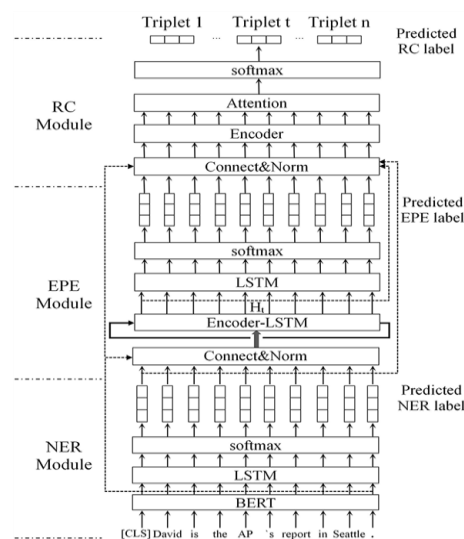 Triplet 1 ... Triplet t ... Triplet n
Predicted
RC label
softmax
RC
Module
Attention
Encoder
Connect&Norm
Predicted
EPE label
softmax
EPE
Module
LSTM
Ht
Encoder-LSTM
Connect&Norm
Predicted
NER label
softmax
NER
Module
LSTM
BERT
[CLS] David is the AP `s report in Seattle .